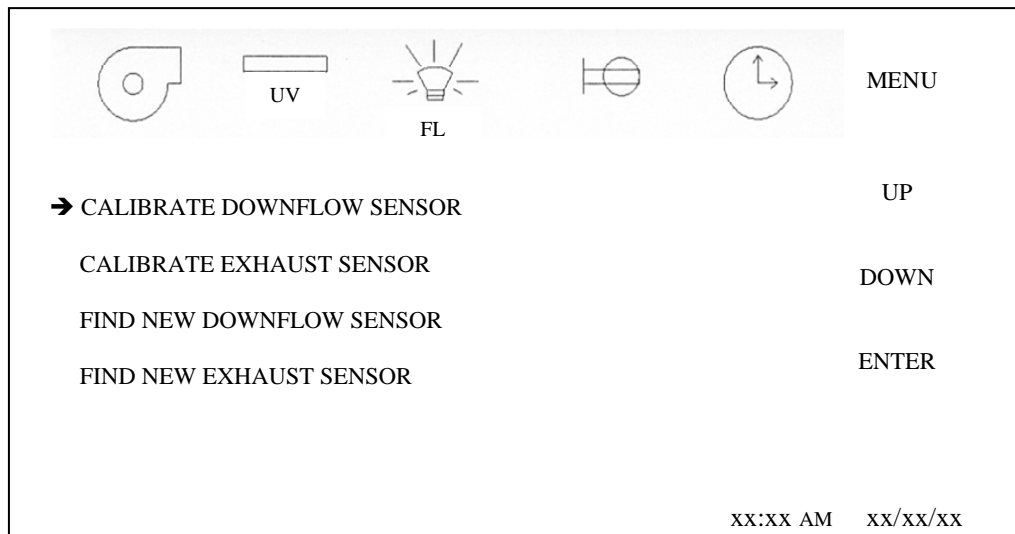 UV
FL
MENU
UP
➔ CALIBRATE DOWNFLOW SENSOR
CALIBRATE EXHAUST SENSOR
DOWN
FIND NEW DOWNFLOW SENSOR
FIND NEW EXHAUST SENSOR
ENTER
xx:xx AM xx/xx/xx